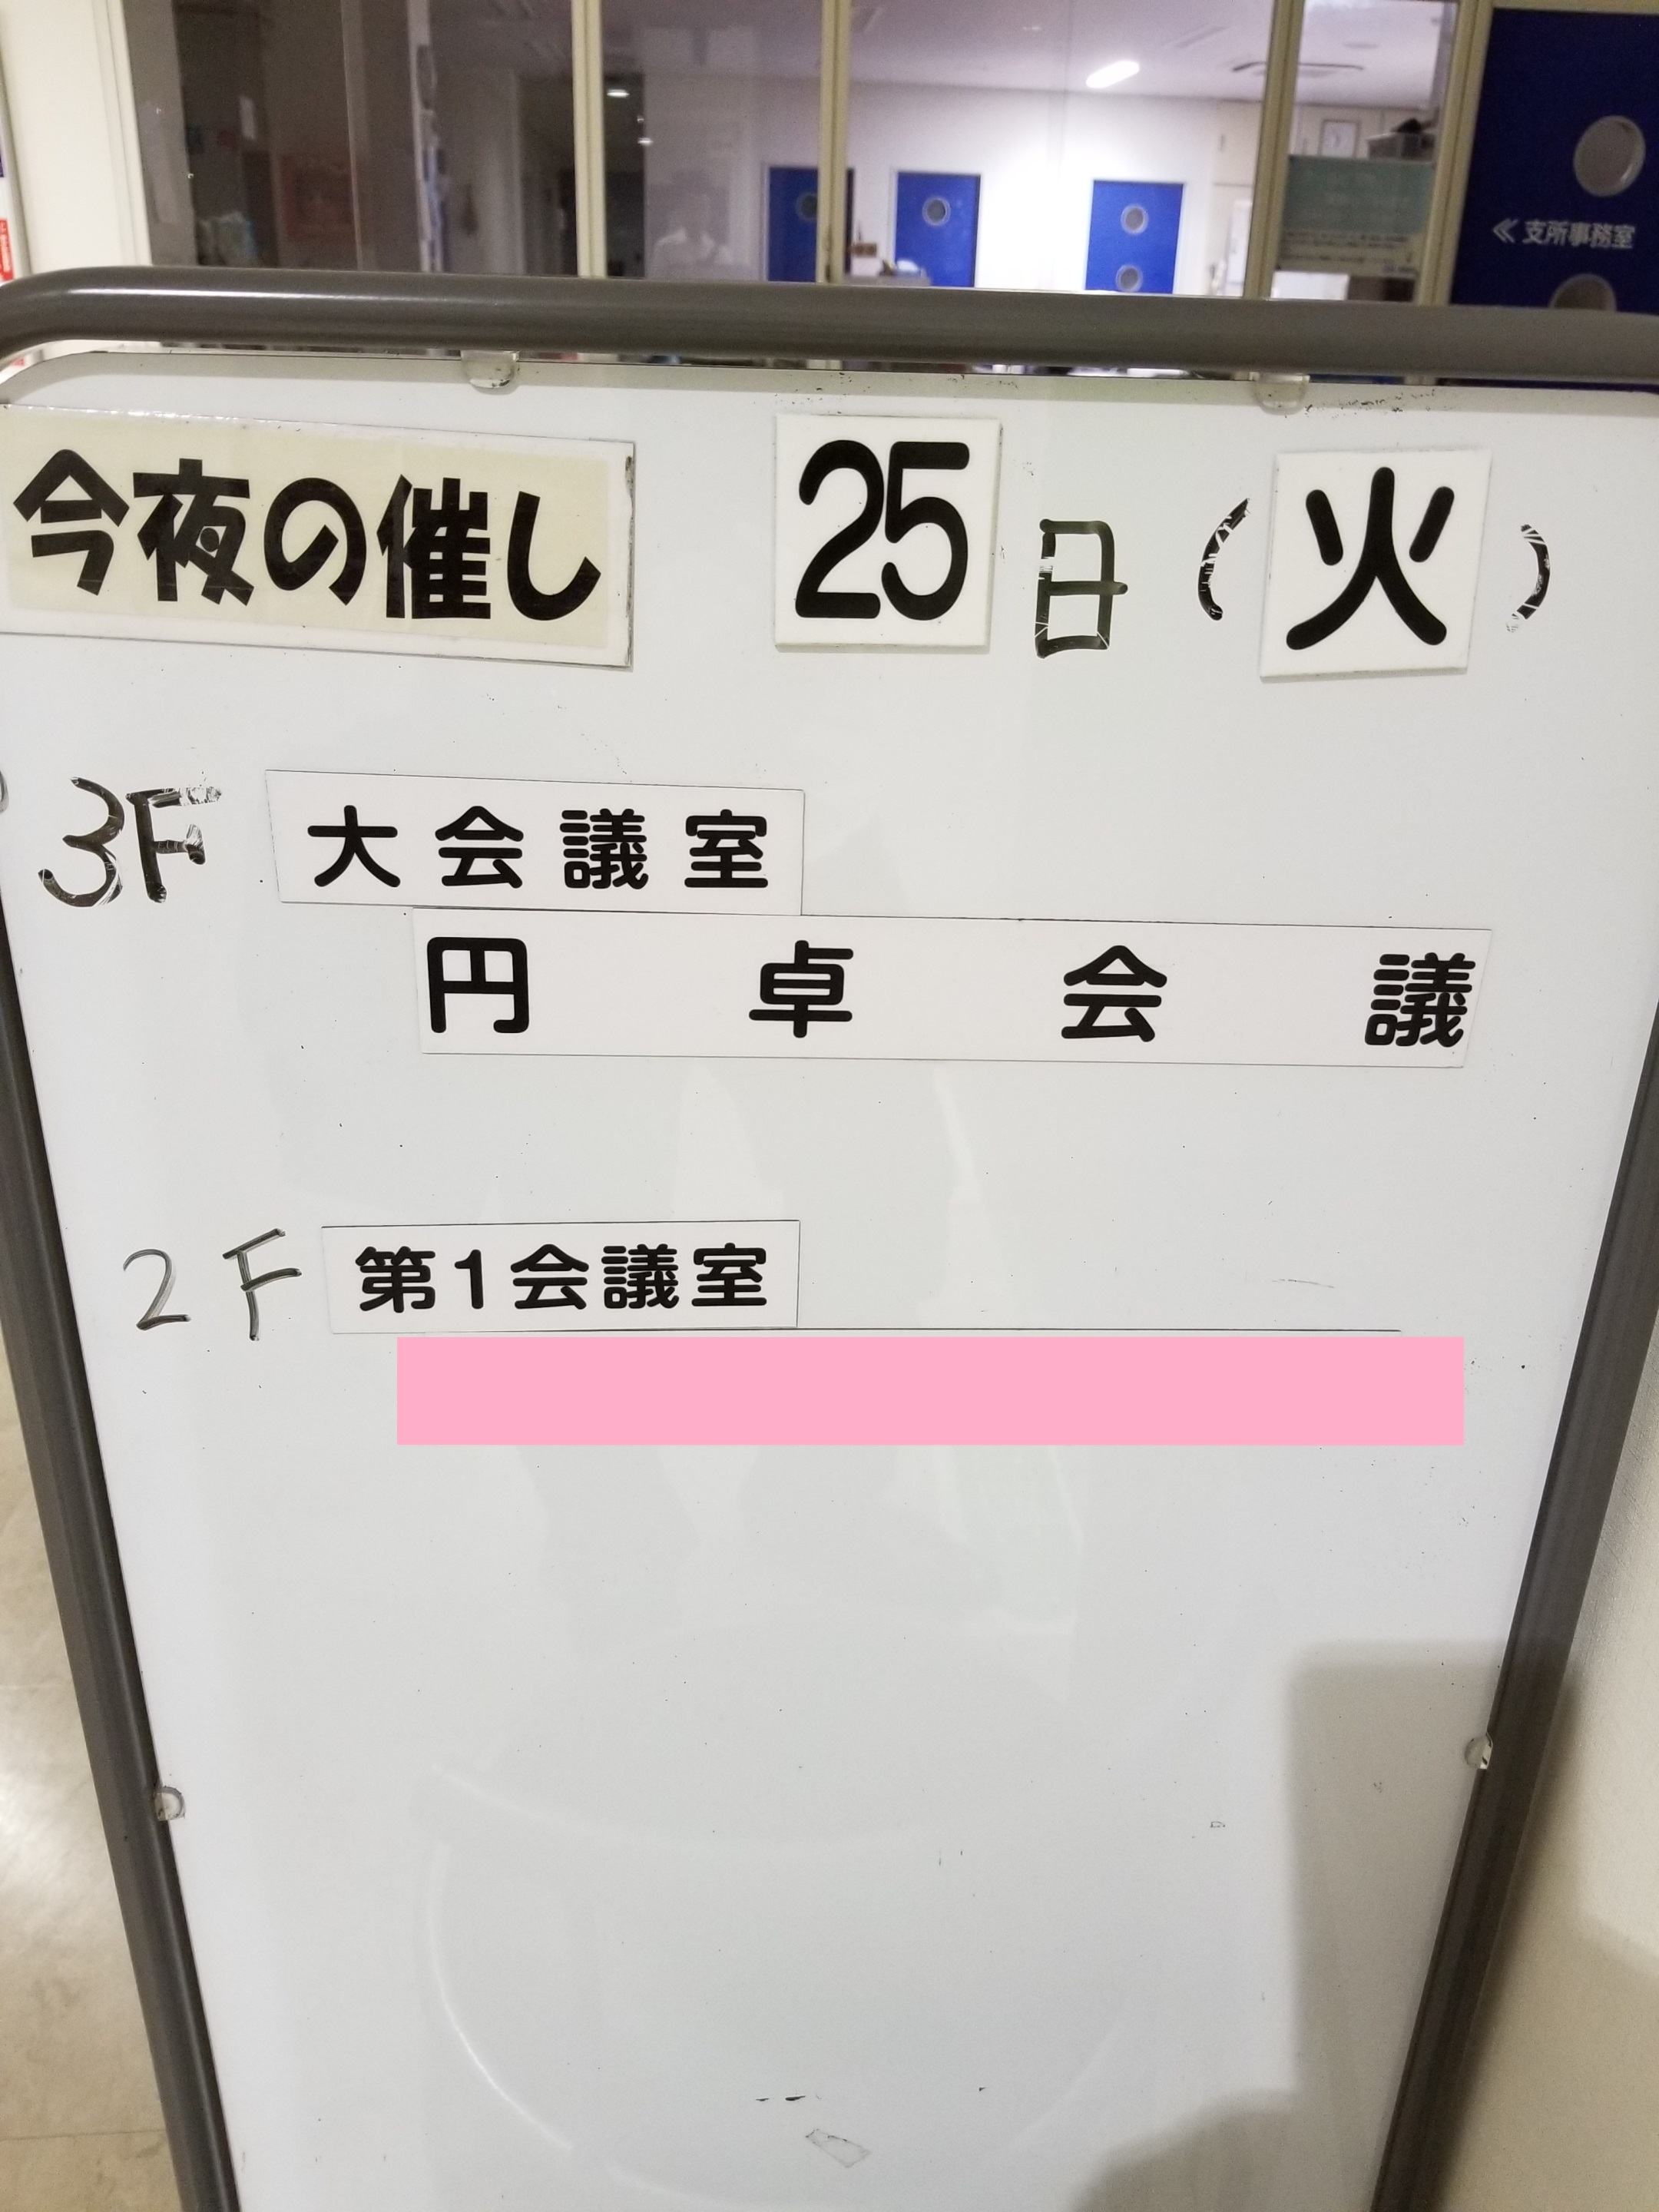 ≪ 支所事務室
今夜の催し 25日(火)
3F 大会議室
円卓会議
2F 第1会議室